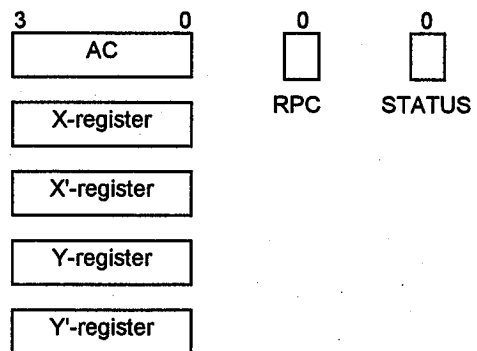 3 0 0 0
AC
RPC STATUS
X-register
X'-register
Y-register
Y'-register